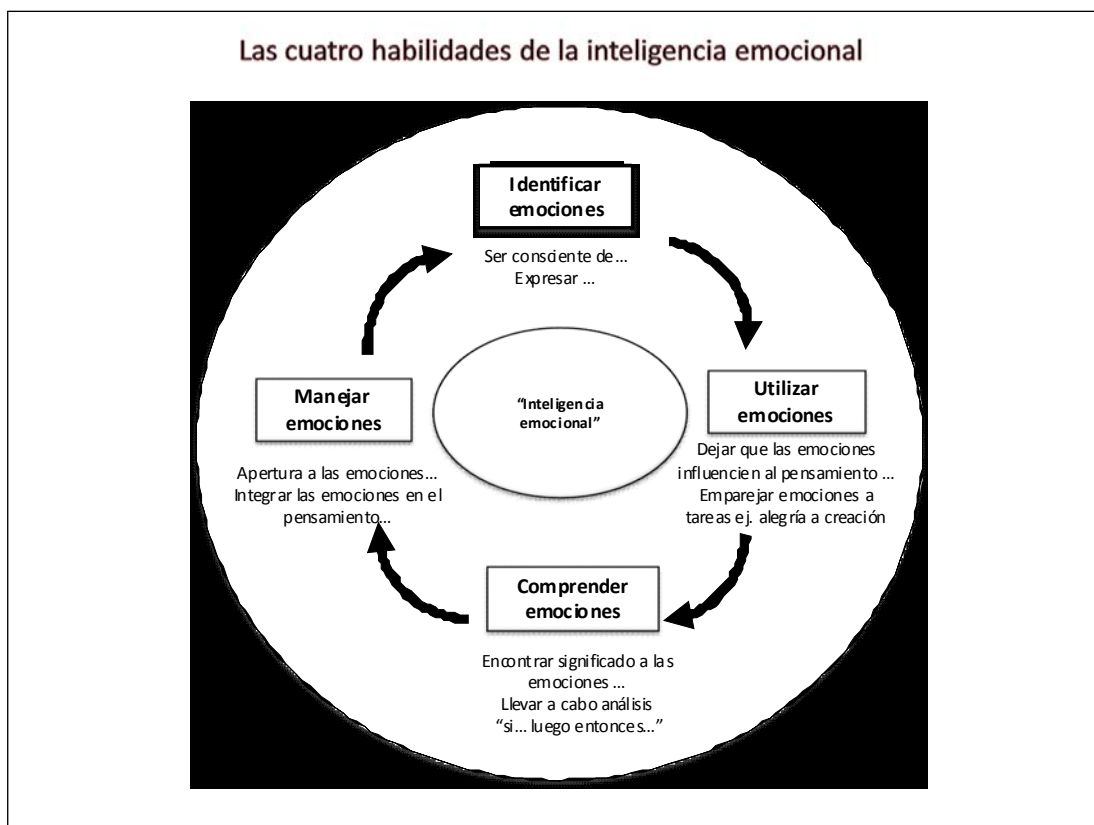 Las cuatro habilidades de la inteligencia emocional
Identificar
emociones
Ser consciente de...
Expresar ...
Utilizar
emociones
Dejar que las emociones
influencien al pensamiento ...
Emparejar emociones a
tareas ej. alegría a creación
Comprender
emociones
Encontrar significado a las
emociones ...
Llevar a cabo análisis
“si... luego entonces...”
Manejar
emociones
Apertura a las emociones...
Integrar las emociones en el
pensamiento...
“Inteligencia
emocional”